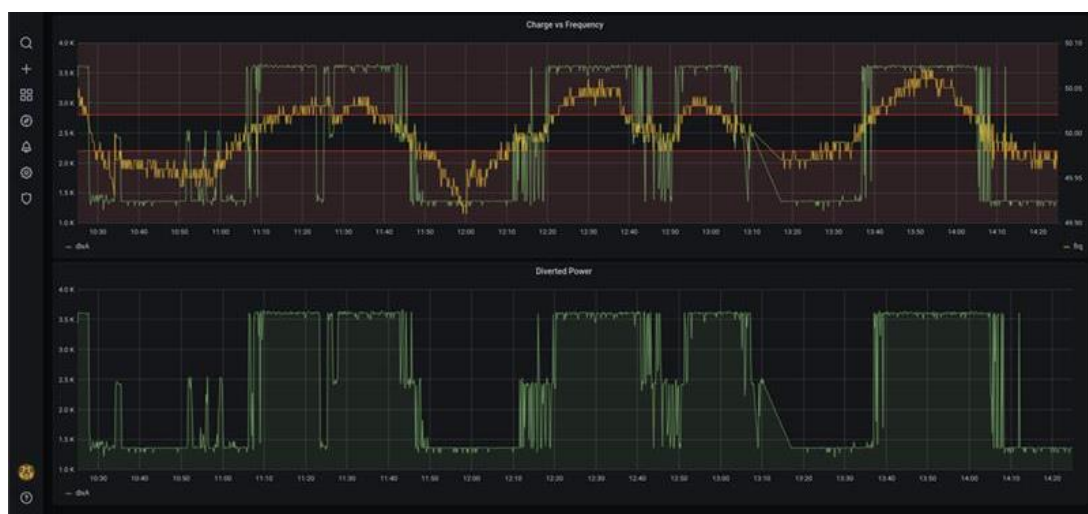 Charge vs Frequency
4.0 K 50.10
3.5 K
3.0 K 50.05
2.5 K 50.00
2.0 K
1.5 K 49.95
1.0 K 49.90
10:30 10:40 10:50 11:00 11:10 11:20 11:30 11:40 11:50 12:00 12:10 12:20 12:30 12:40 12:50 13:00 13:10 13:20 13:30 13:40 13:50 14:00 14:10 14:20
Diverted Power
4.0 K
3.5 K
3.0 K
2.5 K
2.0 K
1.5 K
1.0 K
10:30 10:40 10:50 11:00 11:10 11:20 11:30 11:40 11:50 12:00 12:10 12:20 12:30 12:40 12:50 13:00 13:10 13:20 13:30 13:40 13:50 14:00 14:10 14:20